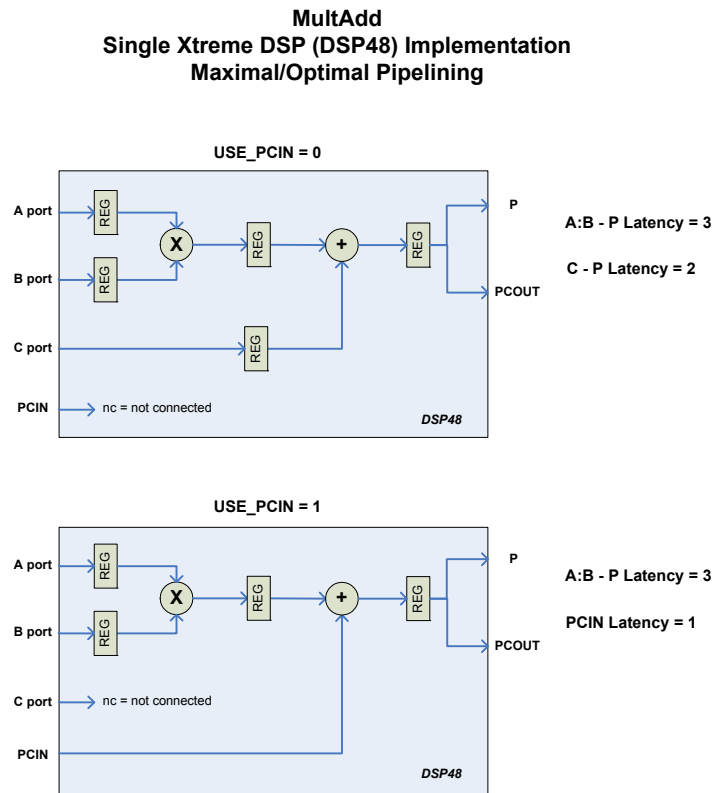 MultAdd
Single Xtreme DSP (DSP48) Implementation
Maximal/Optimal Pipelining
USE_PCIN = 0
A port
REG
X
B port
REG
REG
+
REG
P
PCOUT
A:B - P Latency = 3
C - P Latency = 2
C port
REG
PCIN
nc = not connected
DSP48
USE_PCIN = 1
A port
REG
X
B port
REG
REG
+
REG
P
PCOUT
A:B - P Latency = 3
PCIN Latency = 1
C port
nc = not connected
PCIN
DSP48